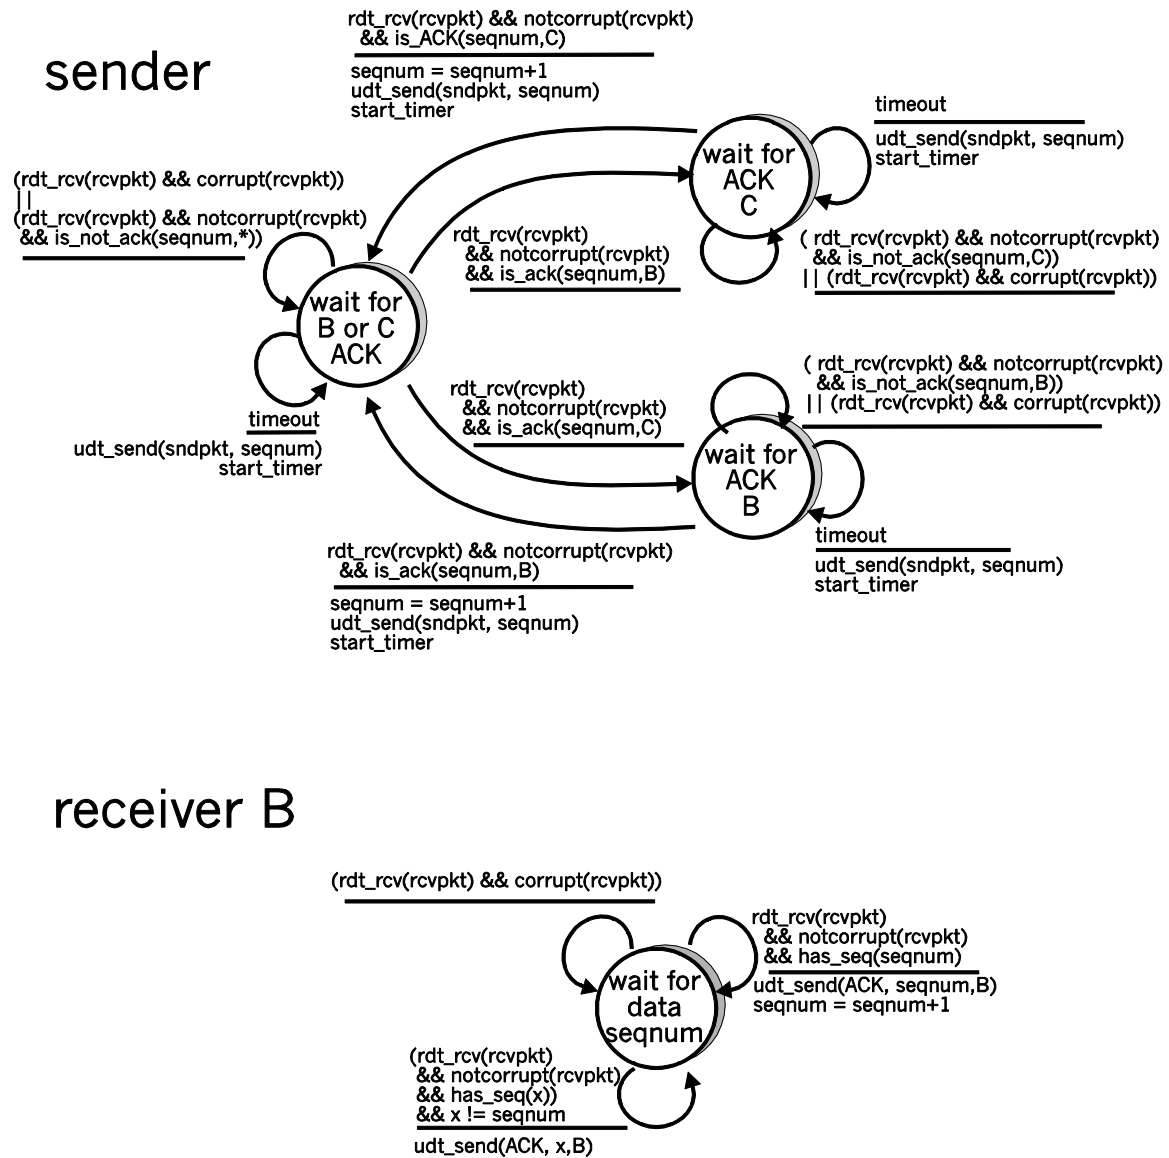 rdt_rcv(rcvpkt) && notcorrupt(rcvpkt)
&& is_ACK(seqnum,C)
seqnum = seqnum+1
udt_send(sndpkt, seqnum)
start_timer
sender
timeout
udt_send(sndpkt, seqnum)
start_timer
wait for
ACK
C
(rdt_rcv(rcvpkt) && corrupt(rcvpkt))
||
(rdt_rcv(rcvpkt) && notcorrupt(rcvpkt)
&& is_not_ack(seqnum,*))
rdt_rcv(rcvpkt)
&& notcorrupt(rcvpkt)
&& is_ack(seqnum,B)
( rdt_rcv(rcvpkt) && notcorrupt(rcvpkt)
&& is_not_ack(seqnum,C))
|| (rdt_rcv(rcvpkt) && corrupt(rcvpkt))
wait for
B or C
ACK
timeout
udt_send(sndpkt, seqnum)
start_timer
rdt_rcv(rcvpkt)
&& notcorrupt(rcvpkt)
&& is_ack(seqnum,C)
( rdt_rcv(rcvpkt) && notcorrupt(rcvpkt)
&& is_not_ack(seqnum,B))
|| (rdt_rcv(rcvpkt) && corrupt(rcvpkt))
wait for
ACK
B
timeout
udt_send(sndpkt, seqnum)
start_timer
rdt_rcv(rcvpkt) && notcorrupt(rcvpkt)
&& is_ack(seqnum,B)
seqnum = seqnum+1
udt_send(sndpkt, seqnum)
start_timer
receiver B
(rdt_rcv(rcvpkt) && corrupt(rcvpkt))
rdt_rcv(rcvpkt)
&& notcorrupt(rcvpkt)
&& has_seq(seqnum)
udt_send(ACK, seqnum,B)
seqnum = seqnum+1
wait for
data
seqnum
(rdt_rcv(rcvpkt)
&& notcorrupt(rcvpkt)
&& has_seq(x))
&& x != seqnum
udt_send(ACK, x,B)